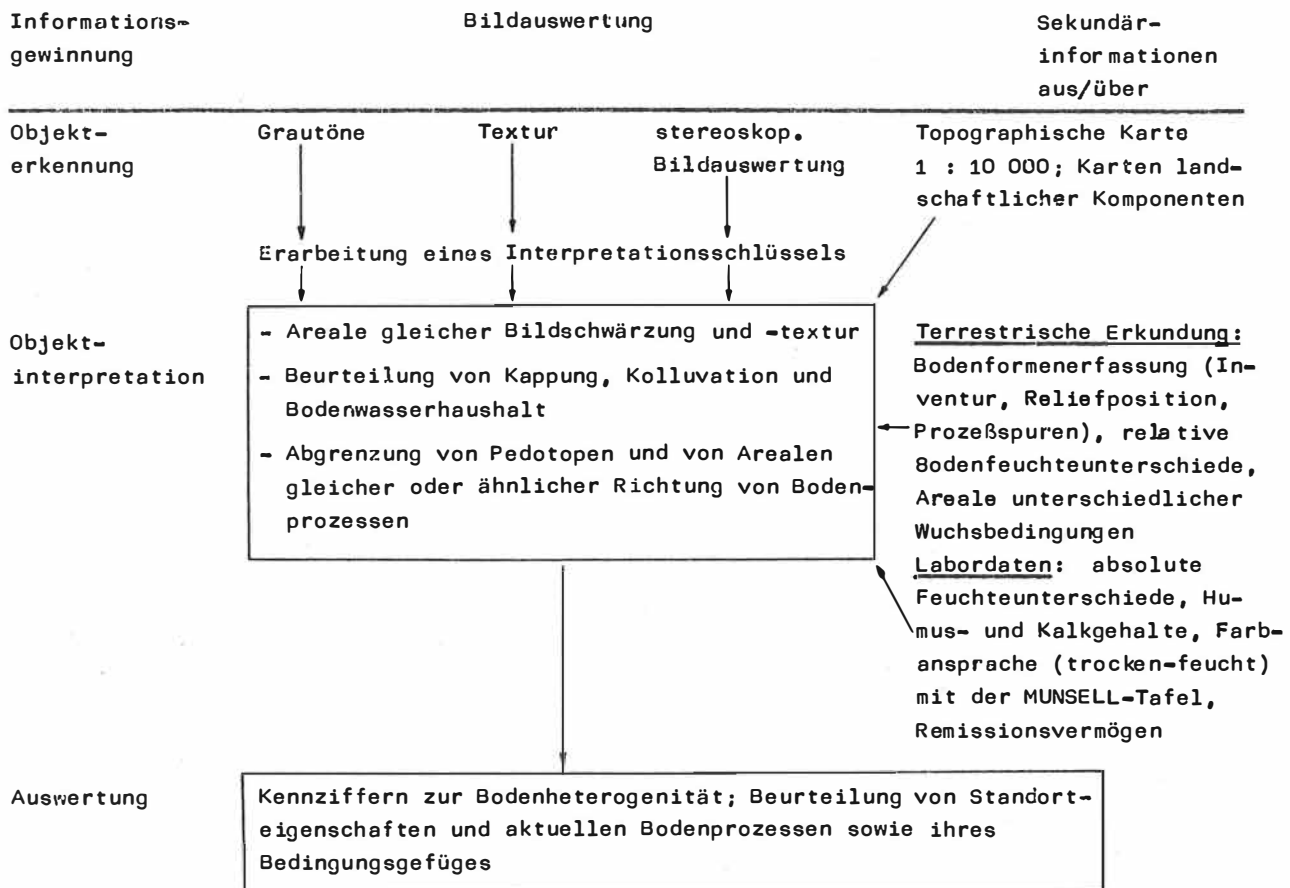 Informations-
gewinnung
Bildauswertung
Sekundär-
informationen
aus/über
Objekt-
erkennung
Grautöne
Textur
stereoskop.
Bildauswertung
Topographische Karte
1 : 10 000; Karten land-
schaftlicher Komponenten
Erarbeitung eines Interpretationsschlüssels
Objekt-
interpretation
- Areale gleicher Bildschwärzung und -textur
- Beurteilung von Kappung, Kolluvation und
Bodenwasserhaushalt
- Abgrenzung von Pedotopen und von Arealen
gleicher oder ähnlicher Richtung von Boden-
prozessen
Terrestrische Erkundung:
Bodenformenerfassung (In-
ventur, Reliefposition,
Prozeßspuren), relative
Bodenfeuchteunterschiede,
Areale unterschiedlicher
Wuchsbedingungen
Labordaten: absolute
Feuchteunterschiede, Hu-
mus- und Kalkgehalte, Farb-
ansprache (trocken-feucht)
mit der MUNSELL-Tafel,
Remissionsvermögen
Auswertung
Kennziffern zur Bodenheterogenität; Beurteilung von Standort-
eigenschaften und aktuellen Bodenprozessen sowie ihres
Bedingungsgefüges